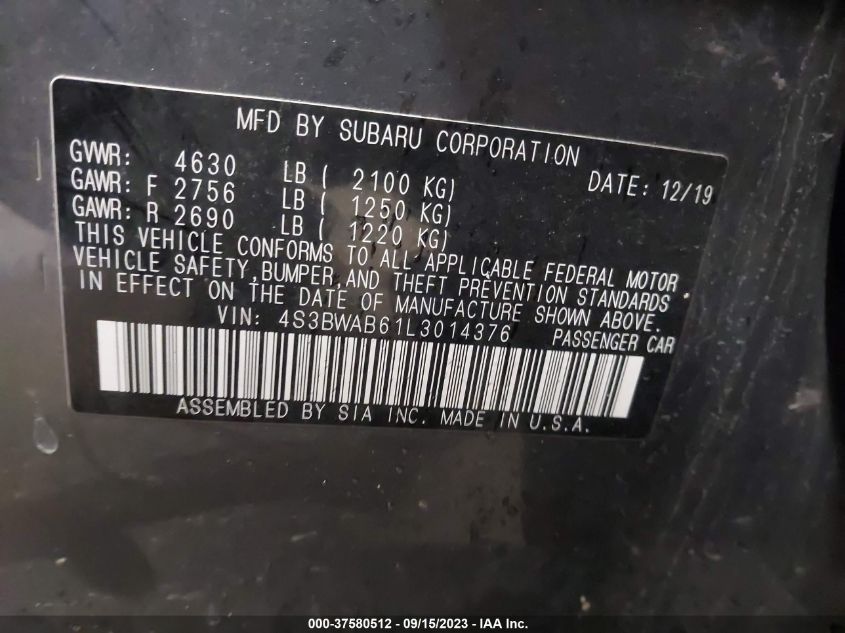 MFD BY SUBARU CORPORATION
GVWR: 4630 LB ( 2100 KG) DATE: 12/19
GAWR: F 2756 LB ( 1250 KG)
GAWR: R 2690 LB ( 1220 KG)
THIS VEHICLE CONFORMS TO ALL APPLICABLE FEDERAL MOTOR
VEHICLE SAFETY, BUMPER, AND THEFT PREVENTION STANDARDS
IN EFFECT ON THE DATE OF MANUFACTURE SHOWN ABOVE.
VIN: 4S3BWAB61L3014376 PASSENGER CAR
ASSEMBLED BY SIA INC. MADE IN U.S.A.
000-37580512 - 09/15/2023 - IAA Inc.